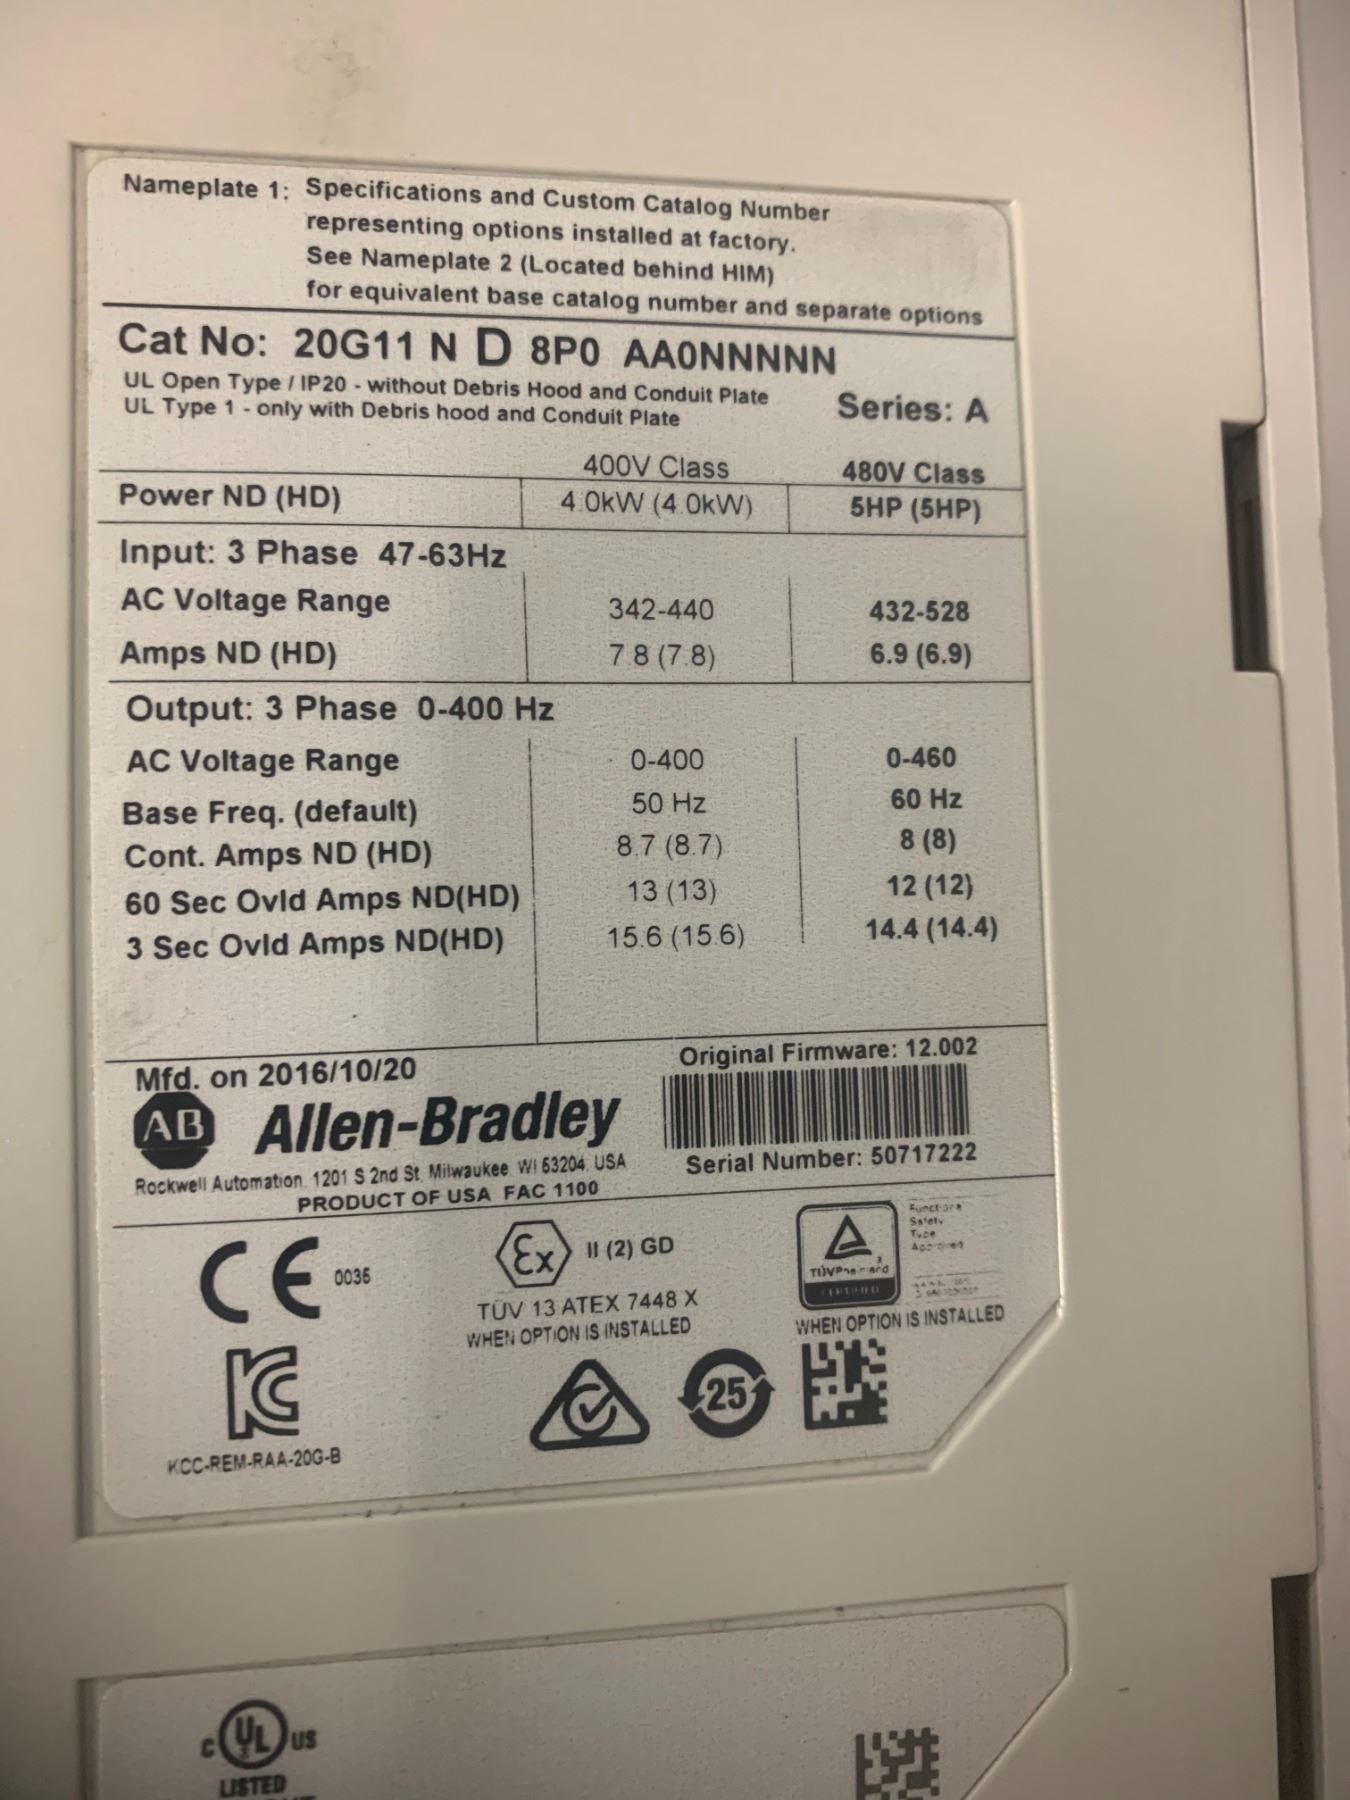 Nameplate 1: Specifications and Custom Catalog Number
representing options installed at factory.
See Nameplate 2 (Located behind HIM)
for equivalent base catalog number and separate options
Cat No: 20G11 N D 8P0 AA0NNNNN
UL Open Type / IP20 - without Debris Hood and Conduit Plate
UL Type 1 - only with Debris hood and Conduit Plate
Series: A
400V Class 480V Class
Power ND (HD) 4.0kW (4.0kW) 5HP (5HP)
Input: 3 Phase 47-63Hz
AC Voltage Range 342-440 432-528
Amps ND (HD) 7.8 (7.8) 6.9 (6.9)
Output: 3 Phase 0-400 Hz
AC Voltage Range 0-400 0-460
Base Freq. (default) 50 Hz 60 Hz
Cont. Amps ND (HD) 8.7 (8.7) 8 (8)
60 Sec Ovld Amps ND(HD) 13 (13) 12 (12)
3 Sec Ovld Amps ND(HD) 15.6 (15.6) 14.4 (14.4)
Mfd. on 2016/10/20
Original Firmware: 12.002
AB Allen-Bradley
Serial Number: 50717222
Rockwell Automation, 1201 S 2nd St, Milwaukee, WI 53204, USA
PRODUCT OF USA FAC 1100
CE 0035
Ex II (2) GD
TÜV 13 ATEX 7448 X
WHEN OPTION IS INSTALLED
Functional
Safety
Type
Approved
TÜVRheinland
CERTIFIED
WHEN OPTION IS INSTALLED
KC
KCC-REM-RAA-20G-B
25
C UL US
LISTED